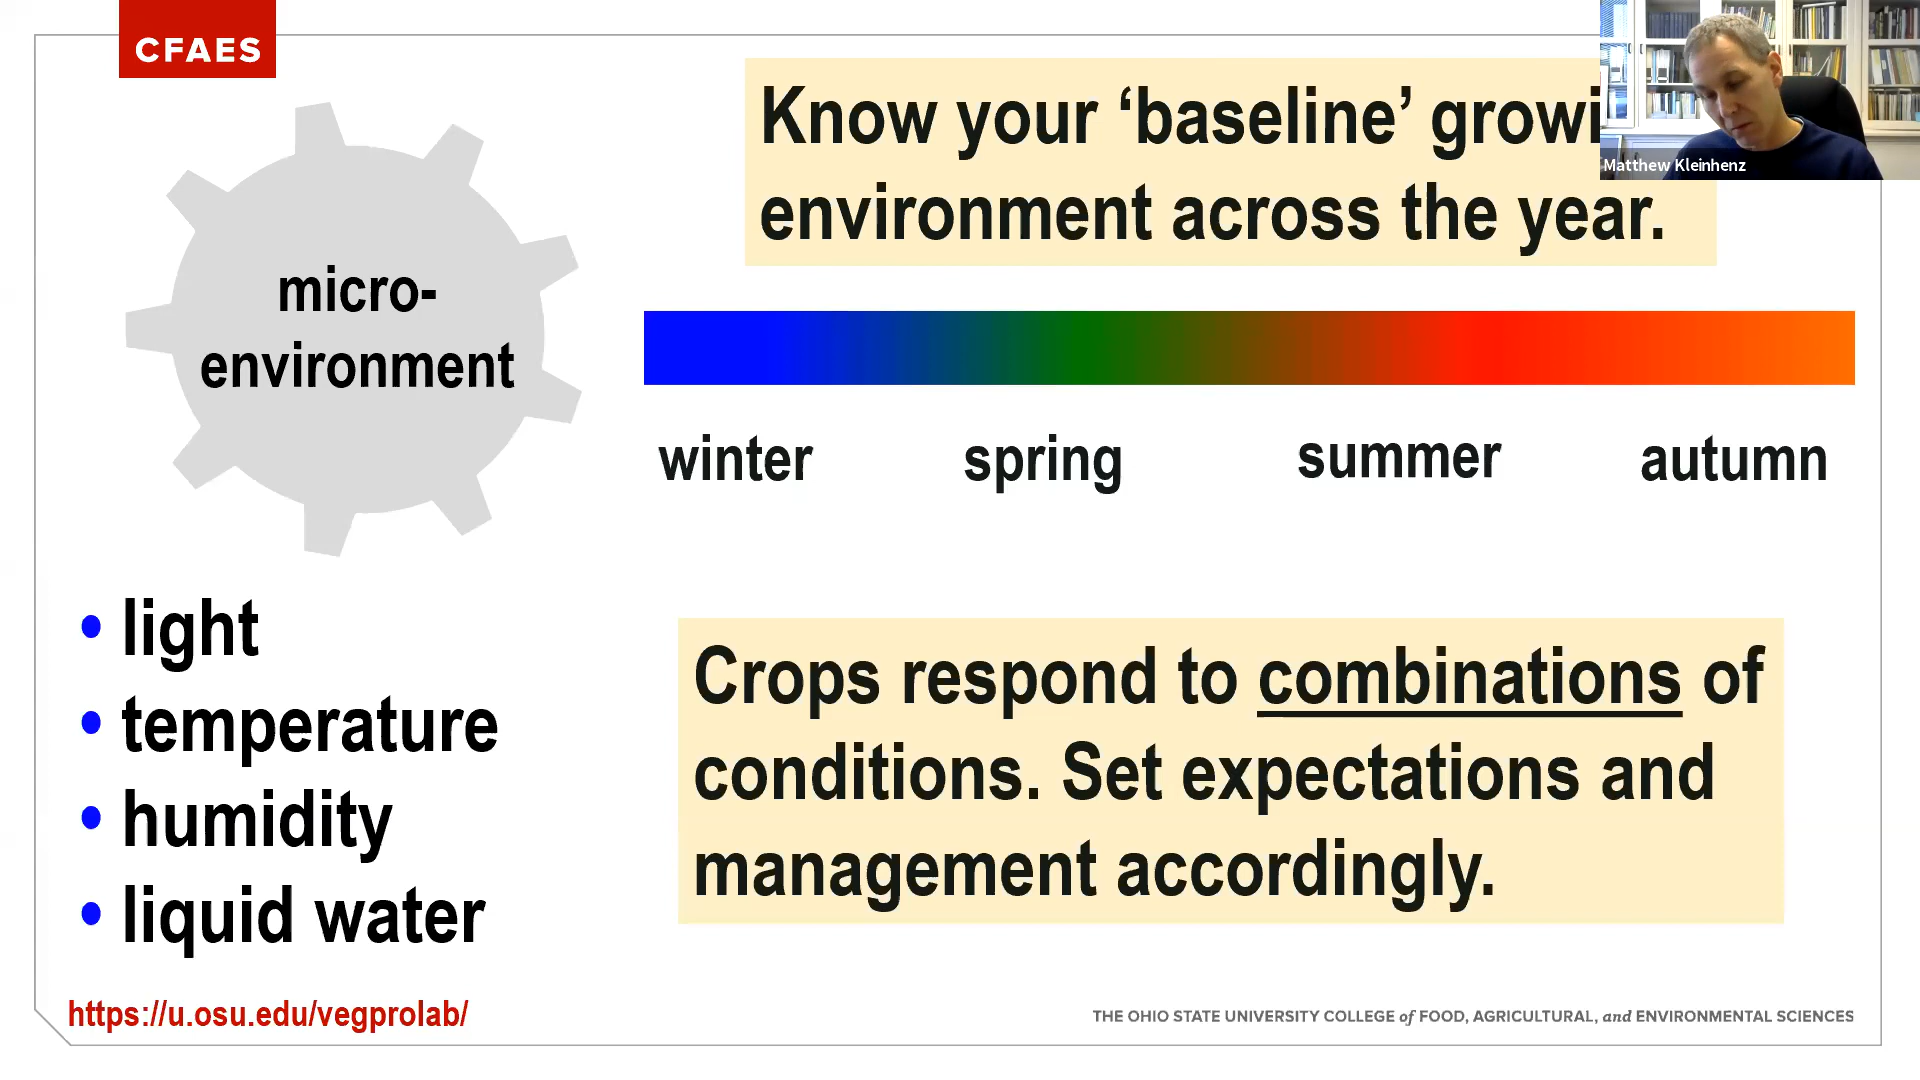 CFAES
Know your ‘baseline’ growi
environment across the year.
Matthew Kleinhenz
micro-
environment
winter spring summer autumn
• light
• temperature
• humidity
• liquid water
Crops respond to combinations of
conditions. Set expectations and
management accordingly.
https://u.osu.edu/vegprolab/
THE OHIO STATE UNIVERSITY COLLEGE of FOOD, AGRICULTURAL, and ENVIRONMENTAL SCIENCES